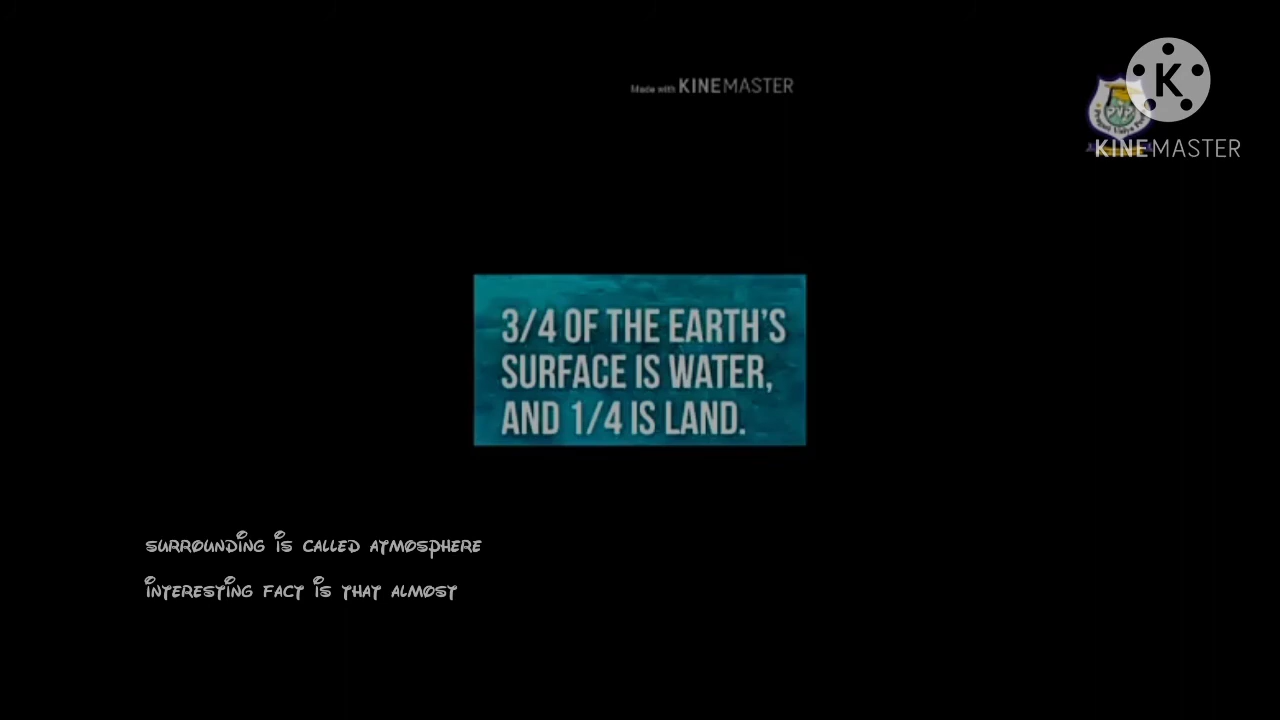 Made with KINEMASTER
K
PVP
KINEMASTER
3/4 OF THE EARTH'S
SURFACE IS WATER,
AND 1/4 IS LAND.
SURROUNDING IS CALLED ATMOSPHERE
INTERESTING FACT IS THAT ALMOST